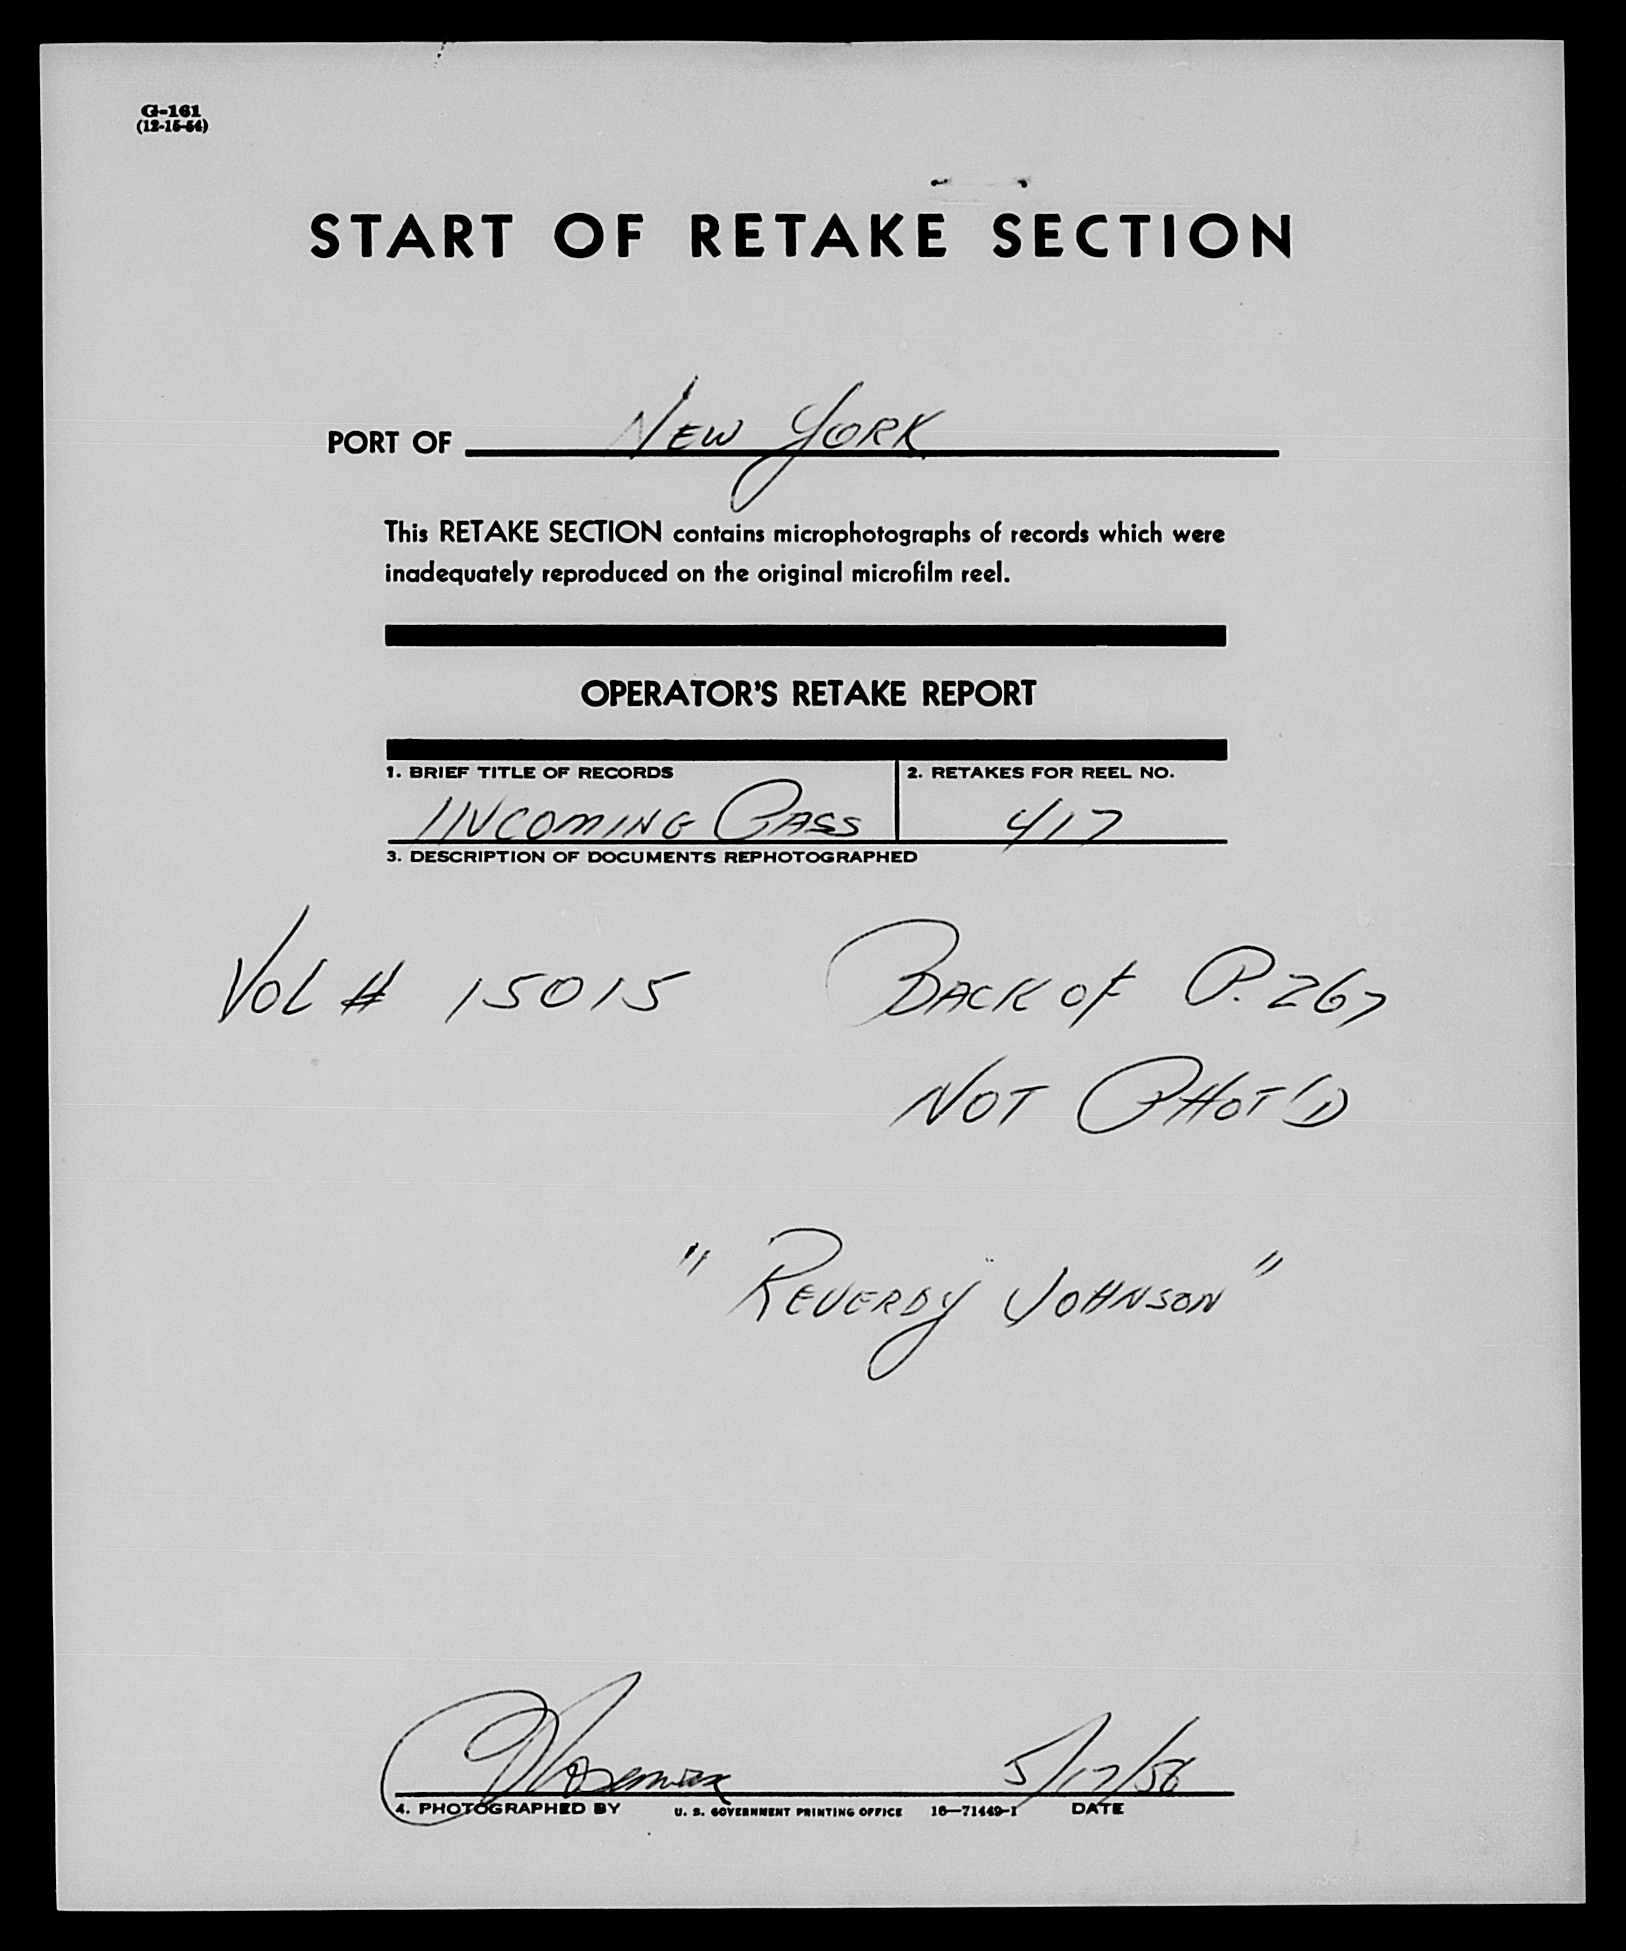 G-161
(12-15-54)
START OF RETAKE SECTION
PORT OF NEW YORK
This RETAKE SECTION contains microphotographs of records which were
inadequately reproduced on the original microfilm reel.
OPERATOR'S RETAKE REPORT
1. BRIEF TITLE OF RECORDS 2. RETAKES FOR REEL NO.
INCOMING PASS 417
3. DESCRIPTION OF DOCUMENTS REPHOTOGRAPHED
VOL # 15015 BACK OF P. 267
NOT PHOT'D
" REVERDY JOHNSON "
5/17/56
4. PHOTOGRAPHED BY U. S. GOVERNMENT PRINTING OFFICE 16—71449-1 DATE